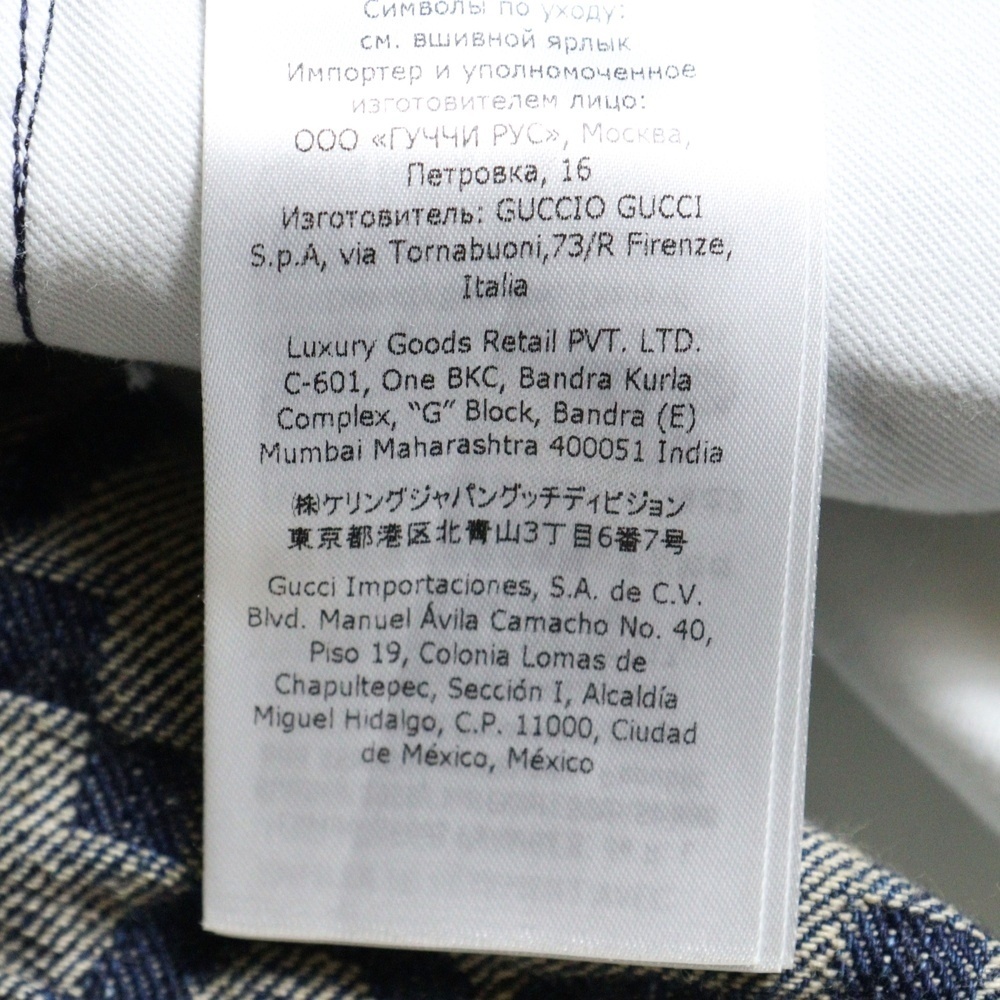 Символы по уходу:
см. вшивной ярлык
Импортер и уполномоченное
изготовителем лицо:
ООО «ГУЧЧИ РУС», Москва,
Петровка, 16
Изготовитель: GUCCIO GUCCI
S.p.A, via Tornabuoni,73/R Firenze,
Italia
Luxury Goods Retail PVT. LTD.
C-601, One BKC, Bandra Kurla
Complex, “G” Block, Bandra (E)
Mumbai Maharashtra 400051 India
㈱ケリングジャパングッチディビジョン
東京都港区北青山3丁目6番7号
Gucci Importaciones, S.A. de C.V.
Blvd. Manuel Ávila Camacho No. 40,
Piso 19, Colonia Lomas de
Chapultepec, Sección I, Alcaldía
Miguel Hidalgo, C.P. 11000, Ciudad
de México, México